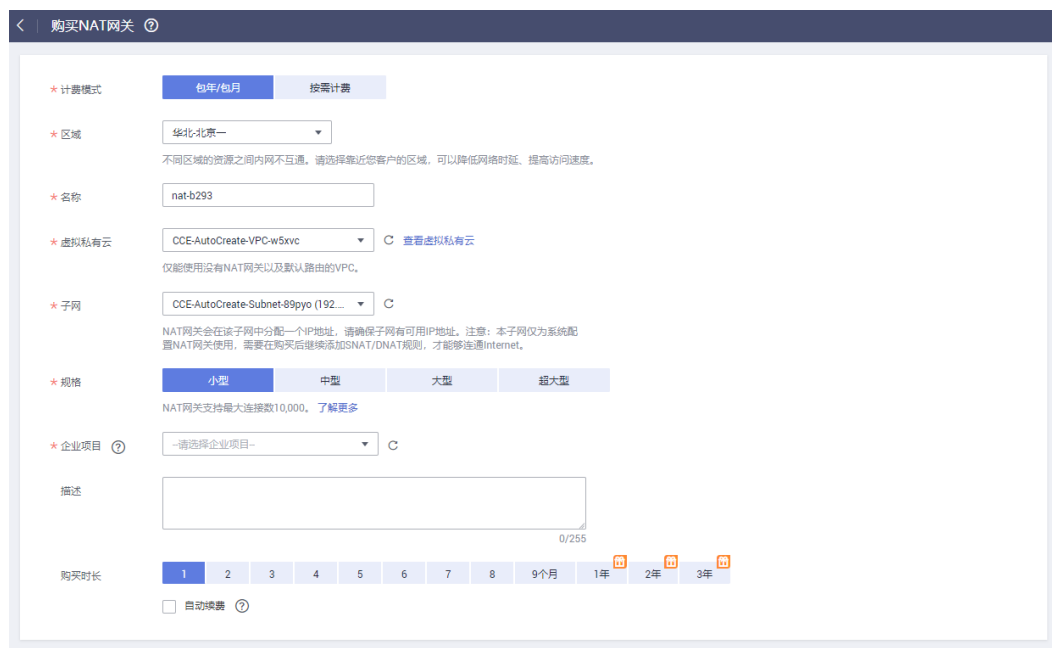 购买NAT网关 ?
* 计费模式 包年/包月 按需计费
* 区域 华北-北京一
不同区域的资源之间内网不互通。请选择靠近您客户的区域，可以降低网络时延、提高访问速度。
* 名称 nat-b293
* 虚拟私有云 CCE-AutoCreate-VPC-w5xvc 查看虚拟私有云
仅能使用没有NAT网关以及默认路由的VPC。
* 子网 CCE-AutoCreate-Subnet-89pyo (192....
NAT网关会在该子网中分配一个IP地址，请确保子网有可用IP地址。注意：本子网仅为系统配
置NAT网关使用，需要在购买后继续添加SNAT/DNAT规则，才能够连通Internet。
* 规格 小型 中型 大型 超大型
NAT网关支持最大连接数10,000。 了解更多
* 企业项目 ? --请选择企业项目--
描述
0/255
购买时长 1 2 3 4 5 6 7 8 9个月 1年 2年 3年
自动续费 ?